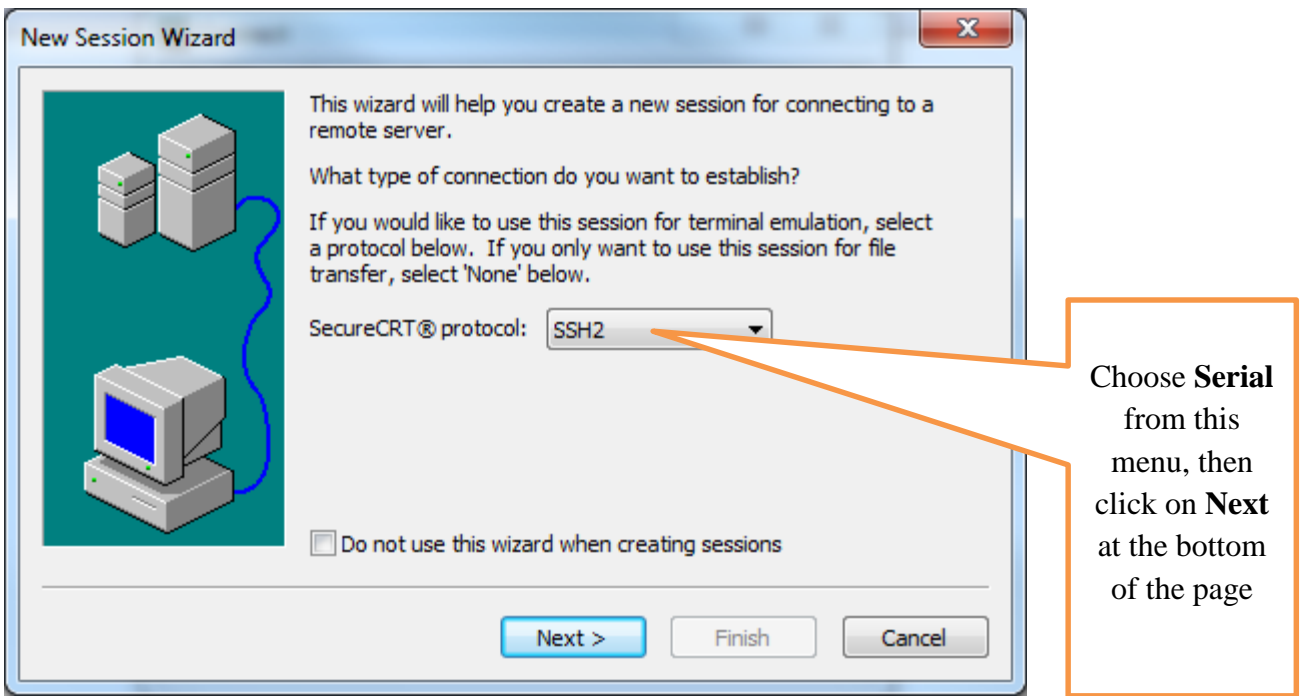 New Session Wizard
This wizard will help you create a new session for connecting to a
remote server.
What type of connection do you want to establish?
If you would like to use this session for terminal emulation, select
a protocol below.  If you only want to use this session for file
transfer, select 'None' below.
SecureCRT® protocol:
SSH2
Do not use this wizard when creating sessions
Next >
Finish
Cancel
Choose Serial
from this
menu, then
click on Next
at the bottom
of the page